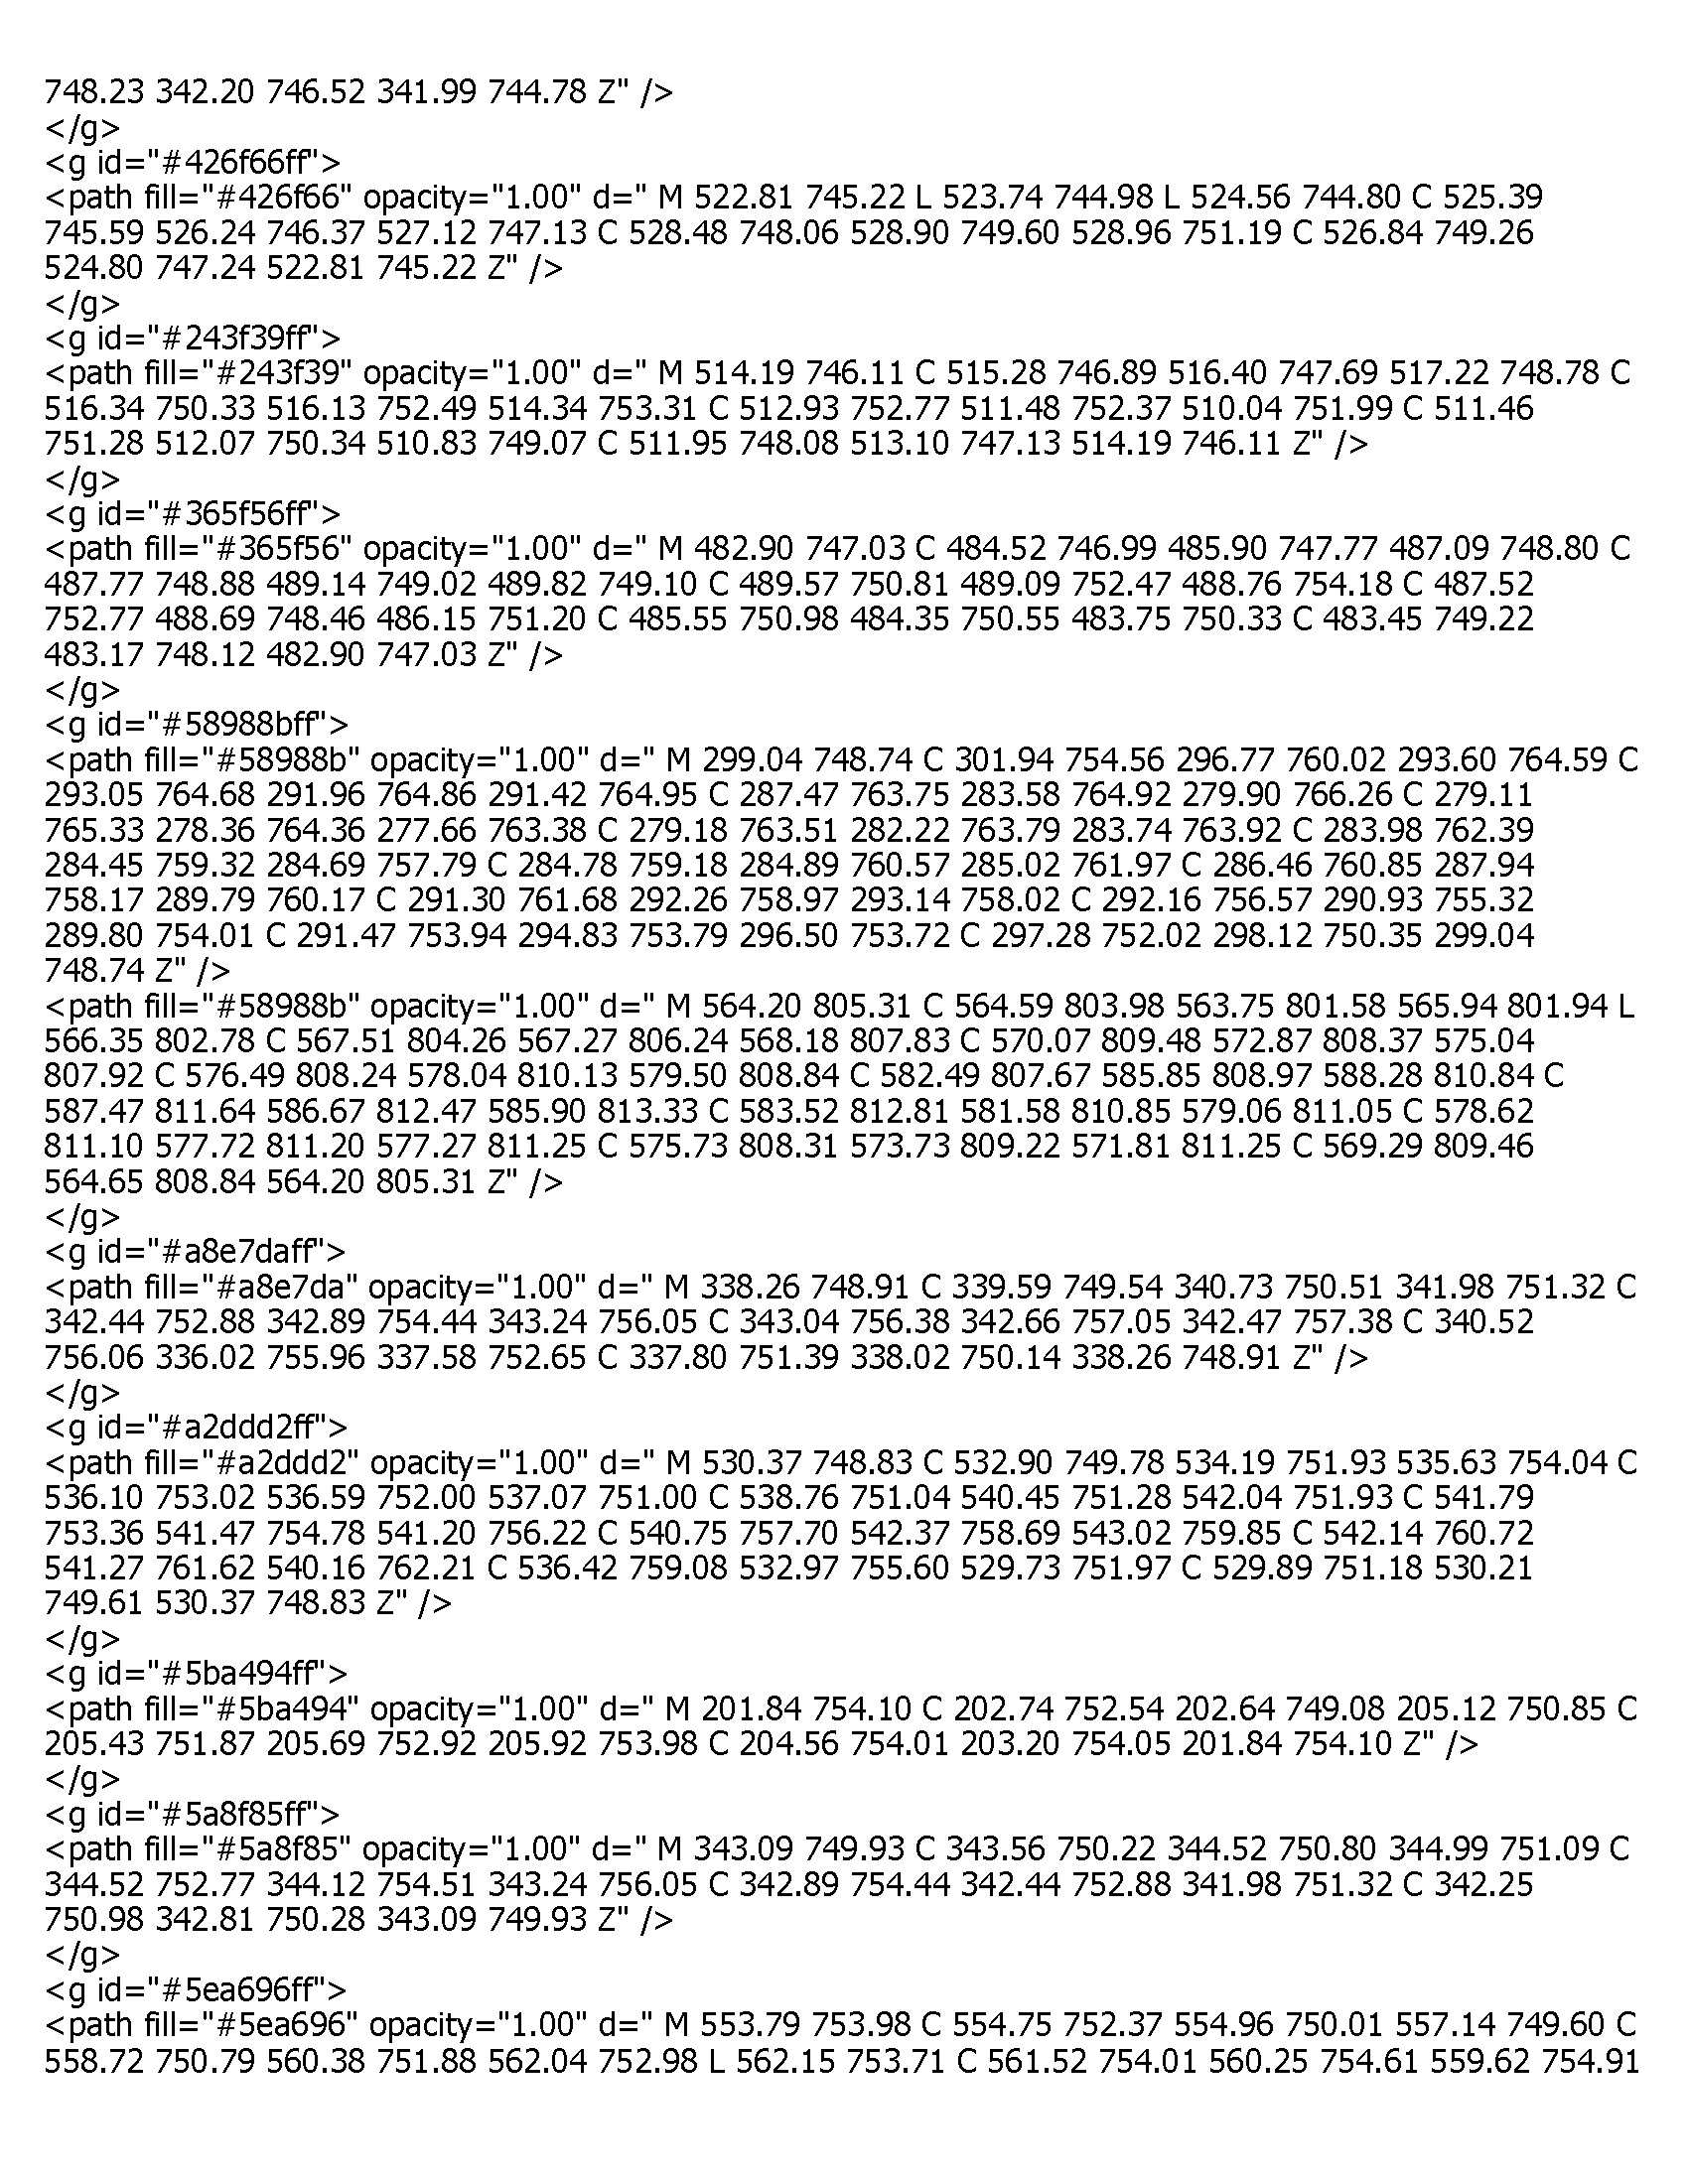 748.23 342.20 746.52 341.99 744.78 Z" />
</g>
<g id="#426f66ff">
<path fill="#426f66" opacity="1.00" d=" M 522.81 745.22 L 523.74 744.98 L 524.56 744.80 C 525.39
745.59 526.24 746.37 527.12 747.13 C 528.48 748.06 528.90 749.60 528.96 751.19 C 526.84 749.26
524.80 747.24 522.81 745.22 Z" />
</g>
<g id="#243f39ff">
<path fill="#243f39" opacity="1.00" d=" M 514.19 746.11 C 515.28 746.89 516.40 747.69 517.22 748.78 C
516.34 750.33 516.13 752.49 514.34 753.31 C 512.93 752.77 511.48 752.37 510.04 751.99 C 511.46
751.28 512.07 750.34 510.83 749.07 C 511.95 748.08 513.10 747.13 514.19 746.11 Z" />
</g>
<g id="#365f56ff">
<path fill="#365f56" opacity="1.00" d=" M 482.90 747.03 C 484.52 746.99 485.90 747.77 487.09 748.80 C
487.77 748.88 489.14 749.02 489.82 749.10 C 489.57 750.81 489.09 752.47 488.76 754.18 C 487.52
752.77 488.69 748.46 486.15 751.20 C 485.55 750.98 484.35 750.55 483.75 750.33 C 483.45 749.22
483.17 748.12 482.90 747.03 Z" />
</g>
<g id="#58988bff">
<path fill="#58988b" opacity="1.00" d=" M 299.04 748.74 C 301.94 754.56 296.77 760.02 293.60 764.59 C
293.05 764.68 291.96 764.86 291.42 764.95 C 287.47 763.75 283.58 764.92 279.90 766.26 C 279.11
765.33 278.36 764.36 277.66 763.38 C 279.18 763.51 282.22 763.79 283.74 763.92 C 283.98 762.39
284.45 759.32 284.69 757.79 C 284.78 759.18 284.89 760.57 285.02 761.97 C 286.46 760.85 287.94
758.17 289.79 760.17 C 291.30 761.68 292.26 758.97 293.14 758.02 C 292.16 756.57 290.93 755.32
289.80 754.01 C 291.47 753.94 294.83 753.79 296.50 753.72 C 297.28 752.02 298.12 750.35 299.04
748.74 Z" />
<path fill="#58988b" opacity="1.00" d=" M 564.20 805.31 C 564.59 803.98 563.75 801.58 565.94 801.94 L
566.35 802.78 C 567.51 804.26 567.27 806.24 568.18 807.83 C 570.07 809.48 572.87 808.37 575.04
807.92 C 576.49 808.24 578.04 810.13 579.50 808.84 C 582.49 807.67 585.85 808.97 588.28 810.84 C
587.47 811.64 586.67 812.47 585.90 813.33 C 583.52 812.81 581.58 810.85 579.06 811.05 C 578.62
811.10 577.72 811.20 577.27 811.25 C 575.73 808.31 573.73 809.22 571.81 811.25 C 569.29 809.46
564.65 808.84 564.20 805.31 Z" />
</g>
<g id="#a8e7daff">
<path fill="#a8e7da" opacity="1.00" d=" M 338.26 748.91 C 339.59 749.54 340.73 750.51 341.98 751.32 C
342.44 752.88 342.89 754.44 343.24 756.05 C 343.04 756.38 342.66 757.05 342.47 757.38 C 340.52
756.06 336.02 755.96 337.58 752.65 C 337.80 751.39 338.02 750.14 338.26 748.91 Z" />
</g>
<g id="#a2ddd2ff">
<path fill="#a2ddd2" opacity="1.00" d=" M 530.37 748.83 C 532.90 749.78 534.19 751.93 535.63 754.04 C
536.10 753.02 536.59 752.00 537.07 751.00 C 538.76 751.04 540.45 751.28 542.04 751.93 C 541.79
753.36 541.47 754.78 541.20 756.22 C 540.75 757.70 542.37 758.69 543.02 759.85 C 542.14 760.72
541.27 761.62 540.16 762.21 C 536.42 759.08 532.97 755.60 529.73 751.97 C 529.89 751.18 530.21
749.61 530.37 748.83 Z" />
</g>
<g id="#5ba494ff">
<path fill="#5ba494" opacity="1.00" d=" M 201.84 754.10 C 202.74 752.54 202.64 749.08 205.12 750.85 C
205.43 751.87 205.69 752.92 205.92 753.98 C 204.56 754.01 203.20 754.05 201.84 754.10 Z" />
</g>
<g id="#5a8f85ff">
<path fill="#5a8f85" opacity="1.00" d=" M 343.09 749.93 C 343.56 750.22 344.52 750.80 344.99 751.09 C
344.52 752.77 344.12 754.51 343.24 756.05 C 342.89 754.44 342.44 752.88 341.98 751.32 C 342.25
750.98 342.81 750.28 343.09 749.93 Z" />
</g>
<g id="#5ea696ff">
<path fill="#5ea696" opacity="1.00" d=" M 553.79 753.98 C 554.75 752.37 554.96 750.01 557.14 749.60 C
558.72 750.79 560.38 751.88 562.04 752.98 L 562.15 753.71 C 561.52 754.01 560.25 754.61 559.62 754.91